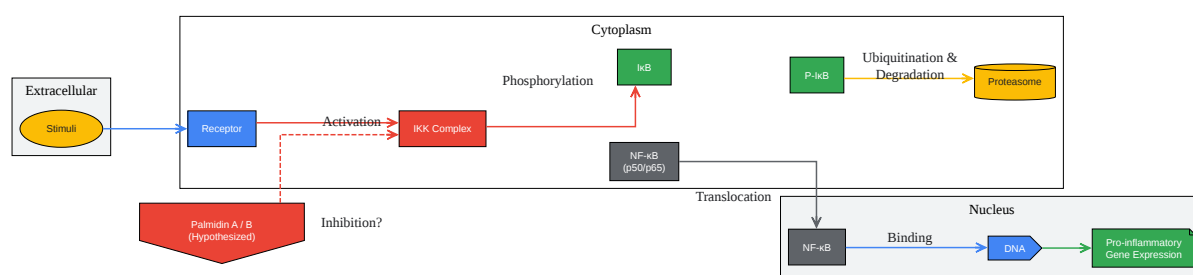 Cytoplasm
Extracellular
Stimuli
Receptor
Activation
IKK Complex
Phosphorylation
IκB
P-IκB
Ubiquitination &
Degradation
Proteasome
NF-κB
(p50/p65)
Translocation
Palmidin A / B
(Hypothesized)
Inhibition?
Nucleus
NF-κB
Binding
DNA
Pro-inflammatory
Gene Expression